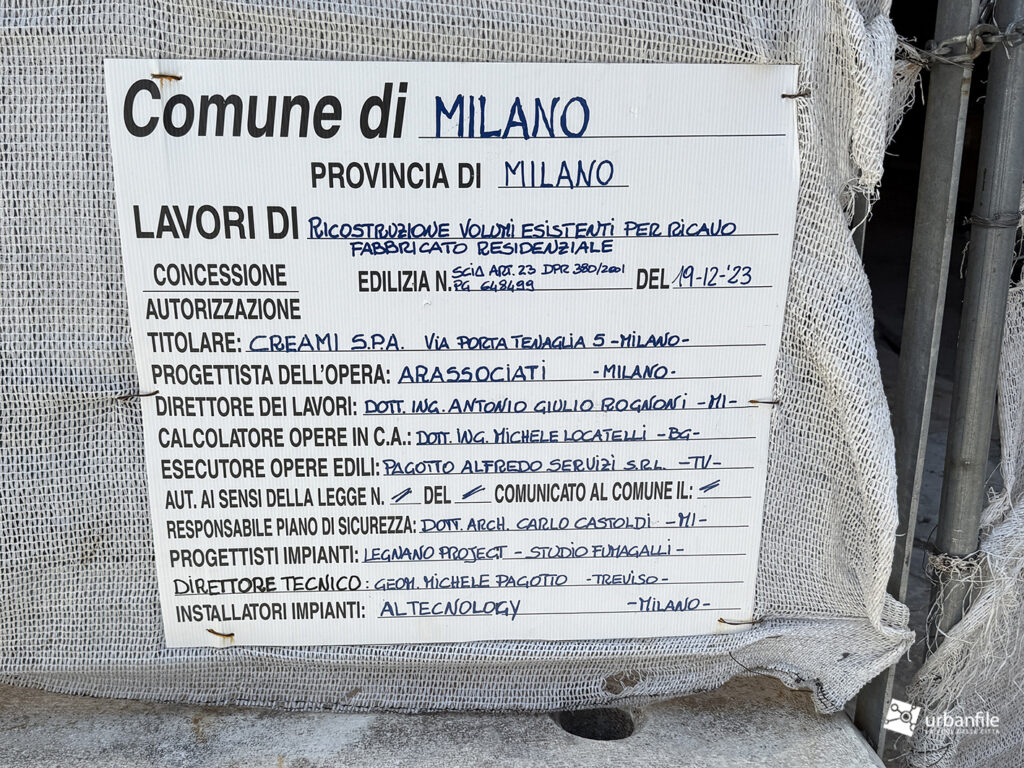 Comune di MILANO
PROVINCIA DI MILANO
LAVORI DI RICOSTRUZIONE VOLUMI ESISTENTI PER RICAVO
FABBRICATO RESIDENZIALE
CONCESSIONE EDILIZIA N. SCIA ART. 23 DPR 380/2001 DEL 19-12-'23
PG 648499
AUTORIZZAZIONE
TITOLARE: CREAMI S.P.A. VIA PORTA TENAGLIA 5 -MILANO-
PROGETTISTA DELL'OPERA: ARASSOCIATI -MILANO-
DIRETTORE DEI LAVORI: DOTT. ING. ANTONIO GIULIO ROGNONI -MI-
CALCOLATORE OPERE IN C.A.: DOTT. ING. MICHELE LOCATELLI -BG-
ESECUTORE OPERE EDILI: PAGOTTO ALFREDO SERVIZI S.R.L. -TV-
AUT. AI SENSI DELLA LEGGE N. / DEL / COMUNICATO AL COMUNE IL: /
RESPONSABILE PIANO DI SICUREZZA: DOTT. ARCH. CARLO CASTOLDI -MI-
PROGETTISTI IMPIANTI: LEGNANO PROJECT - STUDIO FUMAGALLI -
DIRETTORE TECNICO: GEOM. MICHELE PAGOTTO -TREVISO-
INSTALLATORI IMPIANTI: ALTECNOLOGY -MILANO-
urbanfile
LA VOCE DELLE CITTÀ